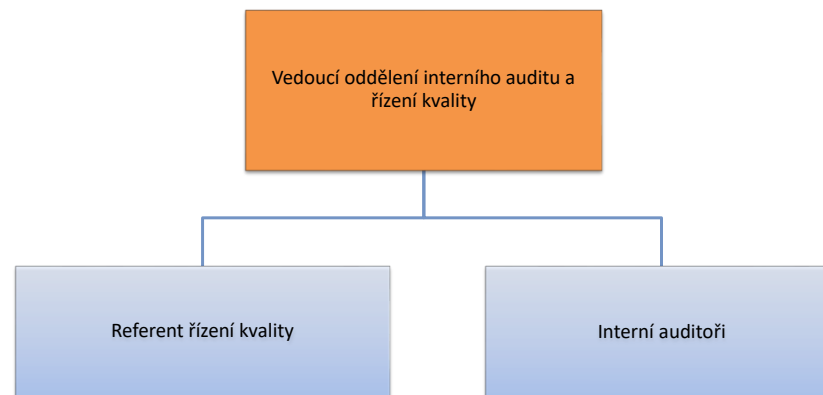 Vedoucí oddělení interního auditu a
řízení kvality
Referent řízení kvality
Interní auditoři